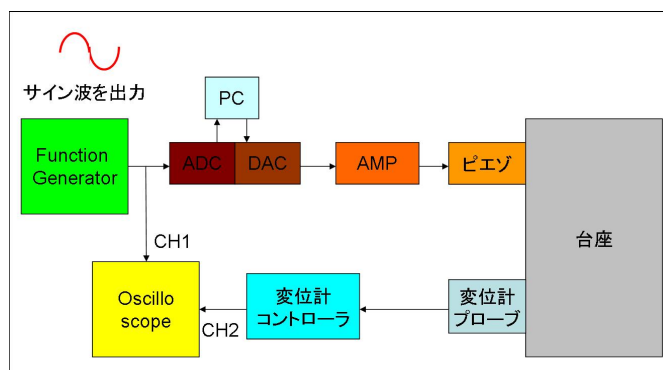 サイン波を出力
PC
Function
Generator
ADC
DAC
AMP
ピエゾ
台座
CH1
Oscillo
scope
CH2
変位計
コントローラ
変位計
プローブ